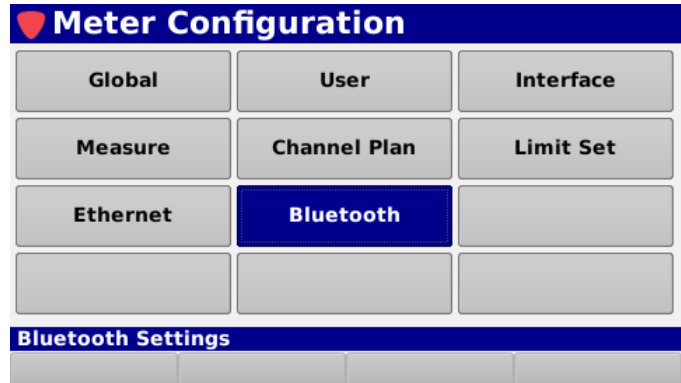 Meter Configuration
Global User Interface
Measure Channel Plan Limit Set
Ethernet Bluetooth
Bluetooth Settings